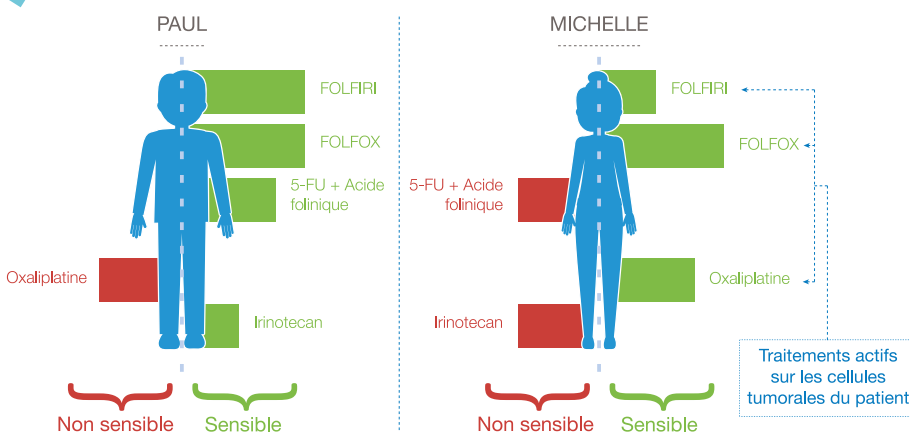 PAUL
FOLFIRI
FOLFOX
5-FU + Acide
folinique
Oxaliplatine
Irinotecan
Non sensible
Sensible
MICHELLE
FOLFIRI
FOLFOX
5-FU + Acide
folinique
Oxaliplatine
Irinotecan
Non sensible
Sensible
Traitements actifs
sur les cellules
tumorales du patient